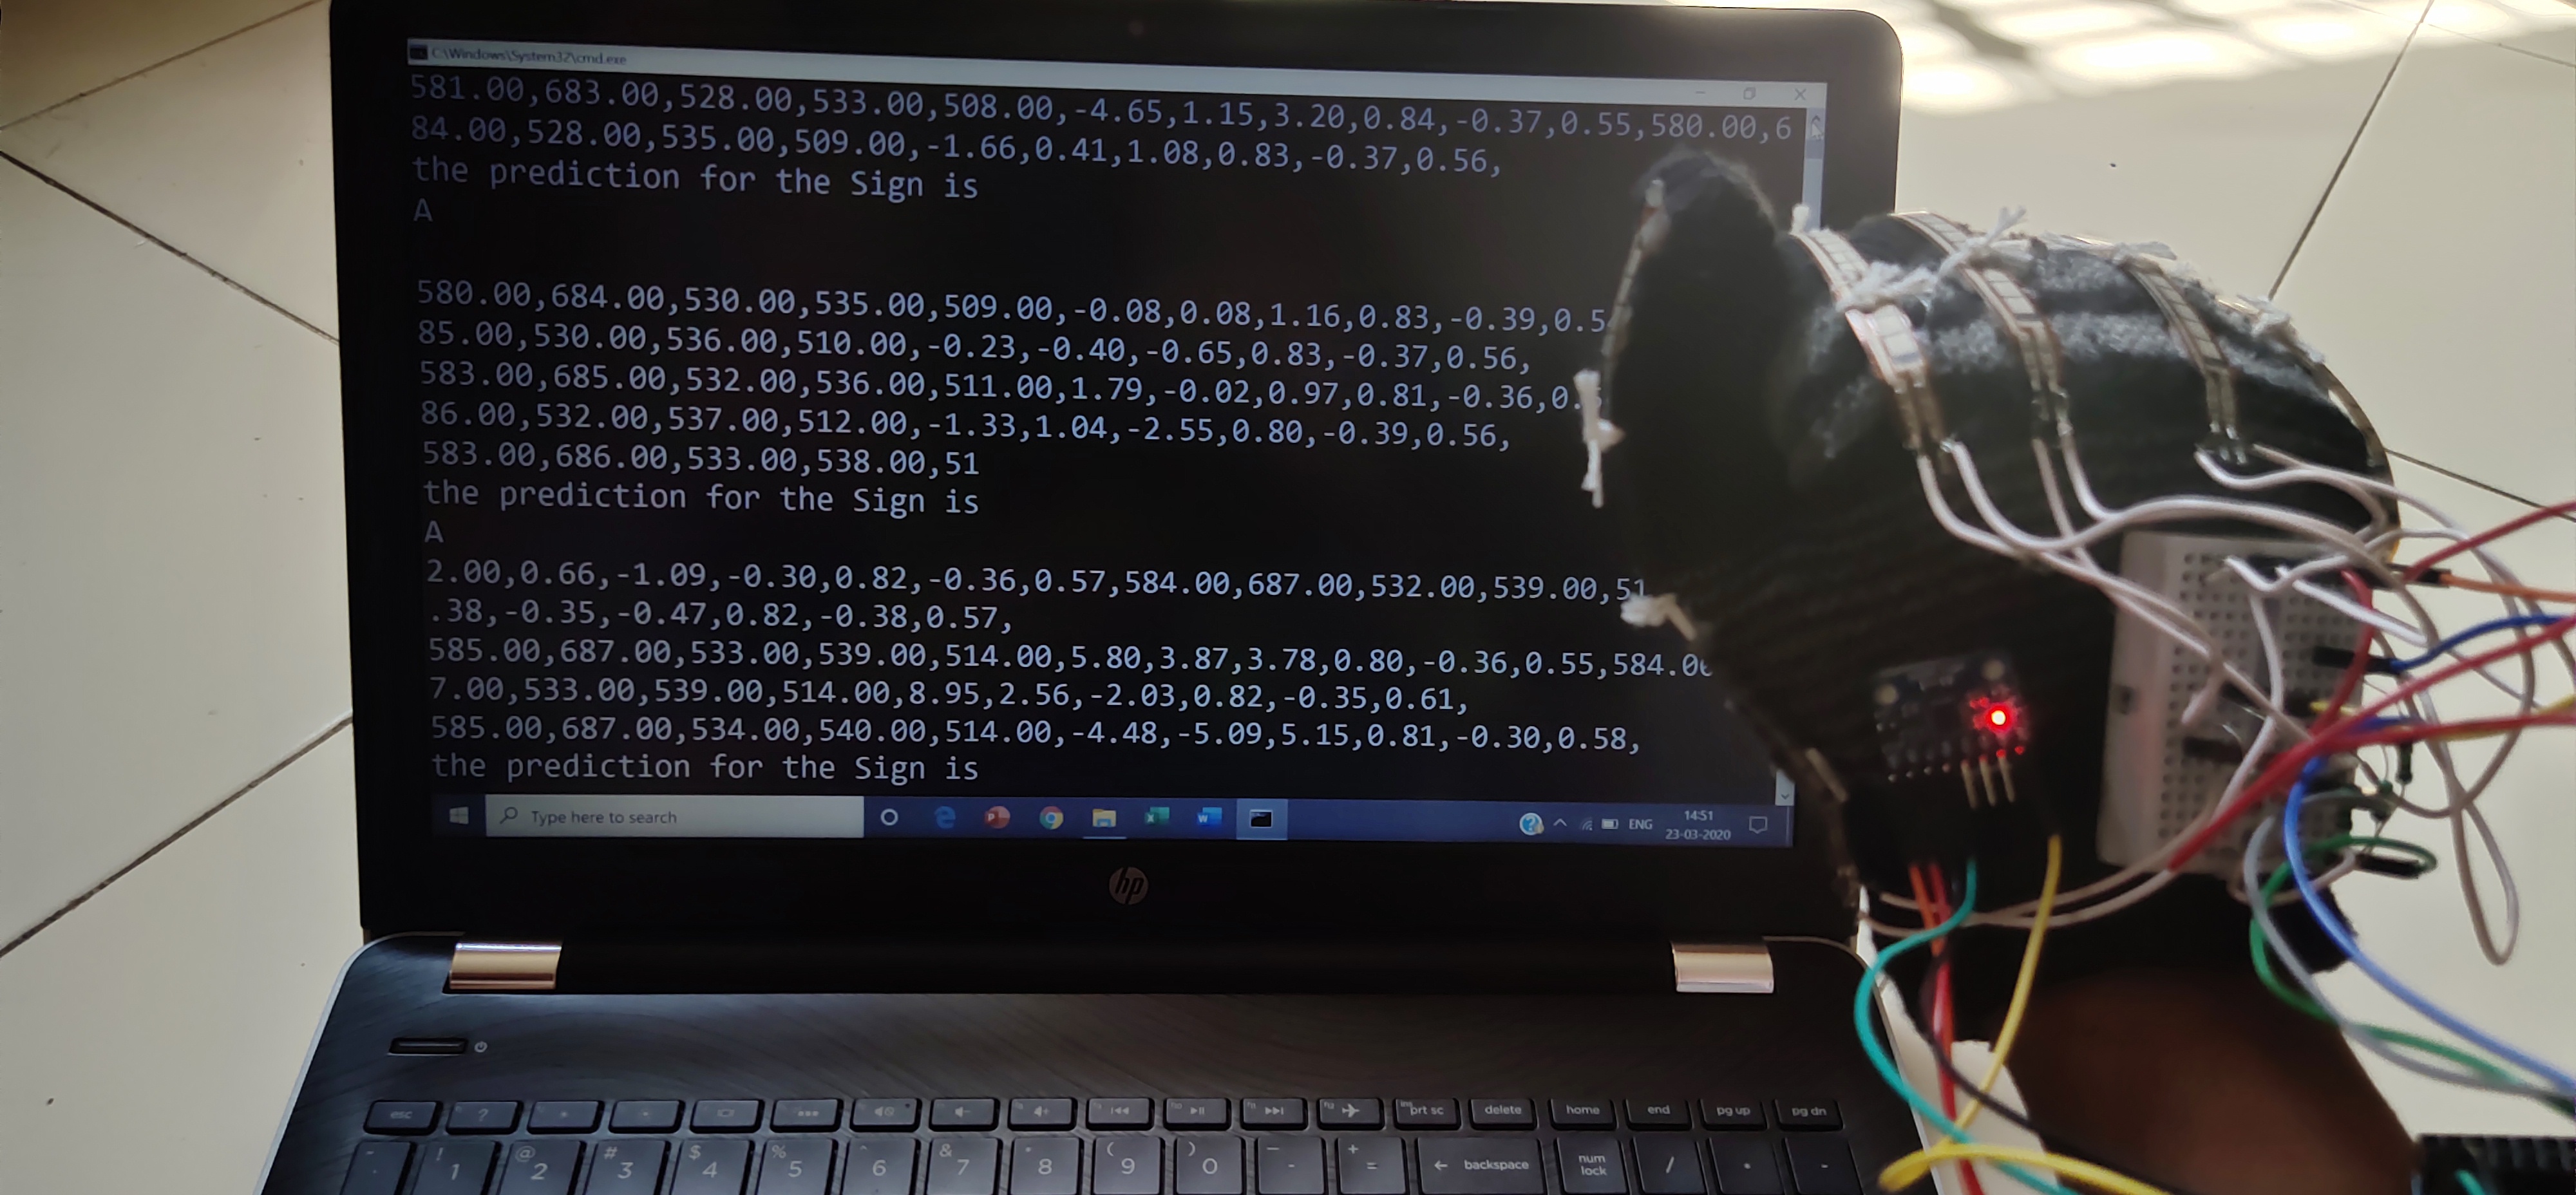 C:\Windows\System32\cmd.exe
581.00,683.00,528.00,533.00,508.00,-4.65,1.15,3.20,0.84,-0.37,0.55,580.00,6
84.00,528.00,535.00,509.00,-1.66,0.41,1.08,0.83,-0.37,0.56,
the prediction for the Sign is
A
580.00,684.00,530.00,535.00,509.00,-0.08,0.08,1.16,0.83,-0.39,0.5
85.00,530.00,536.00,510.00,-0.23,-0.40,-0.65,0.83,-0.37,0.56,
583.00,685.00,532.00,536.00,511.00,1.79,-0.02,0.97,0.81,-0.36,0.
86.00,532.00,537.00,512.00,-1.33,1.04,-2.55,0.80,-0.39,0.56,
583.00,686.00,533.00,538.00,51
the prediction for the Sign is
A
2.00,0.66,-1.09,-0.30,0.82,-0.36,0.57,584.00,687.00,532.00,539.00,51
.38,-0.35,-0.47,0.82,-0.38,0.57,
585.00,687.00,533.00,539.00,514.00,5.80,3.87,3.78,0.80,-0.36,0.55,584.0
7.00,533.00,539.00,514.00,8.95,2.56,-2.03,0.82,-0.35,0.61,
585.00,687.00,534.00,540.00,514.00,-4.48,-5.09,5.15,0.81,-0.30,0.58,
the prediction for the Sign is
Type here to search
ENG
14:51
23-03-2020
hp
esc ? prt sc delete home end pg up pg dn
! 1 @ 2 # 3 $ 4 % 5 ^ 6 & 7 * 8 ( 9 ) 0 - + = backspace num lock / * -